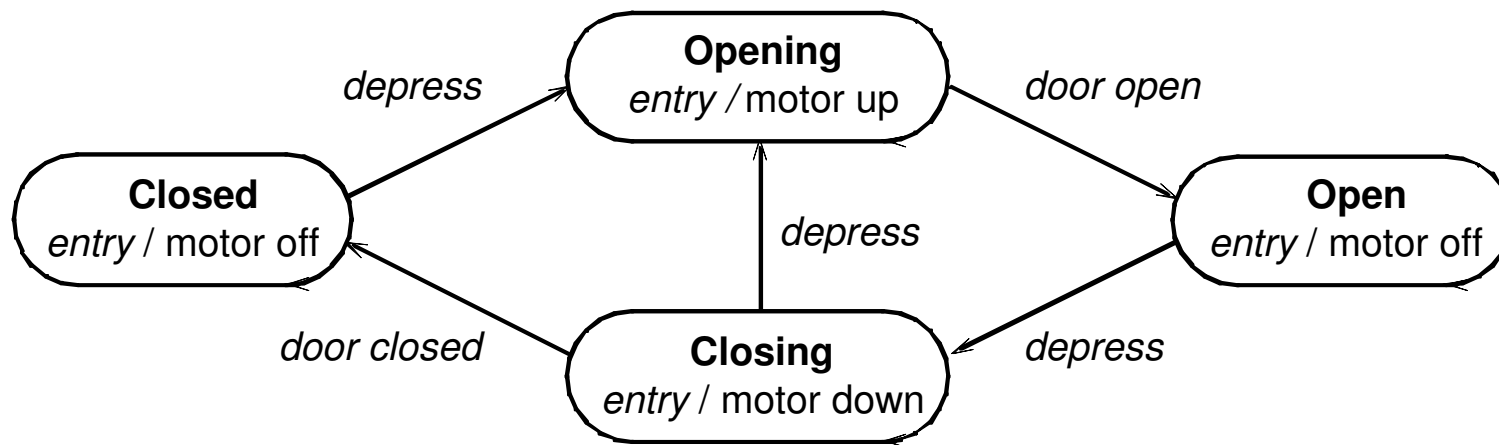 Opening
entry / motor up
depress
door open
Closed
entry / motor off
Open
entry / motor off
depress
door closed
Closing
entry / motor down
depress